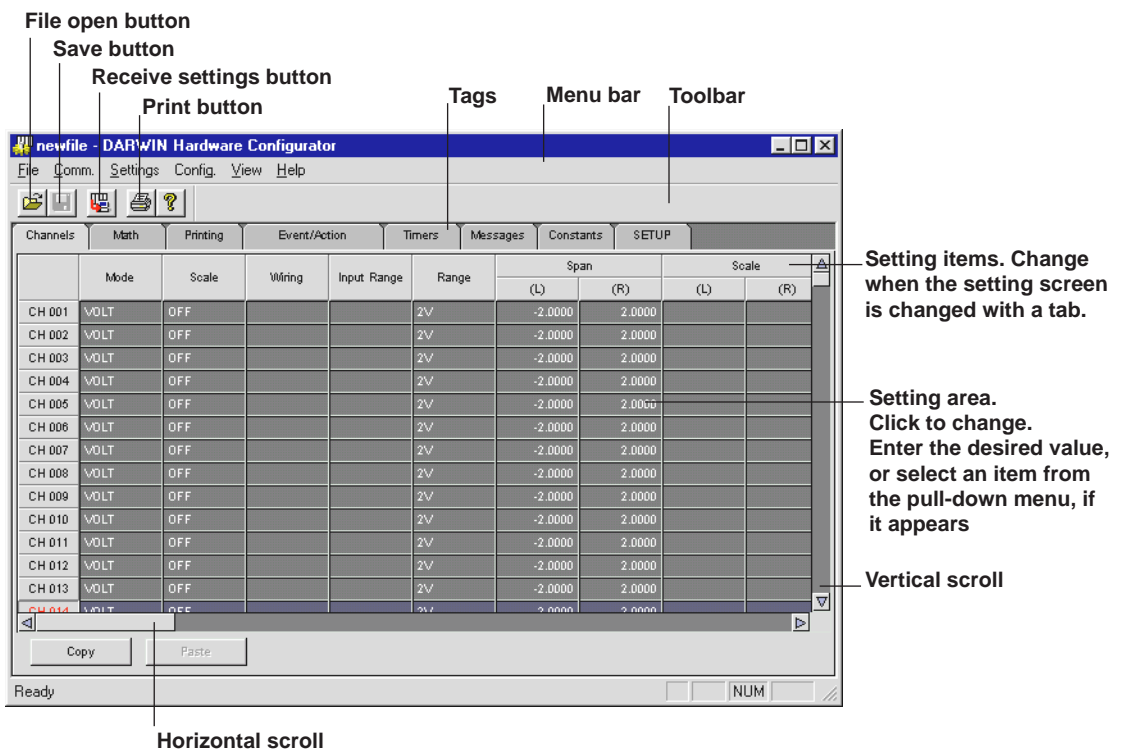 File open button
Save button
Receive settings button
Print button
Tags
Menu bar
Toolbar
newfile - DARWIN Hardware Configurator
File Comm. Settings Config. View Help
Channels Math Printing Event/Action Timers Messages Constants SETUP
Mode Scale Wiring Input Range Range Span Scale
(L) (R) (L) (R)
CH 001 VOLT OFF 2V -2.0000 2.0000
CH 002 VOLT OFF 2V -2.0000 2.0000
CH 003 VOLT OFF 2V -2.0000 2.0000
CH 004 VOLT OFF 2V -2.0000 2.0000
CH 005 VOLT OFF 2V -2.0000 2.0000
CH 006 VOLT OFF 2V -2.0000 2.0000
CH 007 VOLT OFF 2V -2.0000 2.0000
CH 008 VOLT OFF 2V -2.0000 2.0000
CH 009 VOLT OFF 2V -2.0000 2.0000
CH 010 VOLT OFF 2V -2.0000 2.0000
CH 011 VOLT OFF 2V -2.0000 2.0000
CH 012 VOLT OFF 2V -2.0000 2.0000
CH 013 VOLT OFF 2V -2.0000 2.0000
CH 014 VOLT OFF 2V -2.0000 2.0000
Copy Paste
Ready NUM
Setting items. Change
when the setting screen
is changed with a tab.
Setting area.
Click to change.
Enter the desired value,
or select an item from
the pull-down menu, if
it appears
Vertical scroll
Horizontal scroll